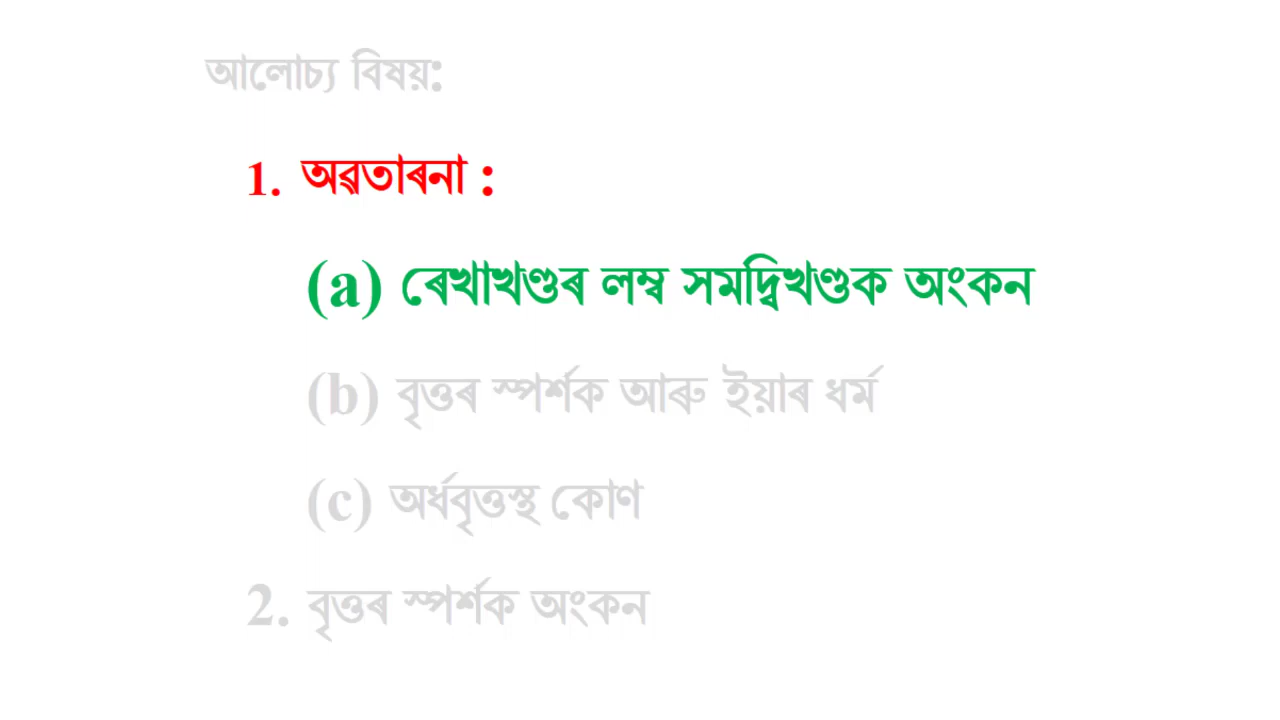 আলোচ্য বিষয়:
1. অৱতাৰনা :
(a) ৰেখাখণ্ডৰ লম্ব সমদ্বিখণ্ডক অংকন
(b) বৃত্তৰ স্পৰ্শক আৰু ইয়াৰ ধৰ্ম
(c) অৰ্ধবৃত্তস্থ কোণ
2. বৃত্তৰ স্পৰ্শক অংকন